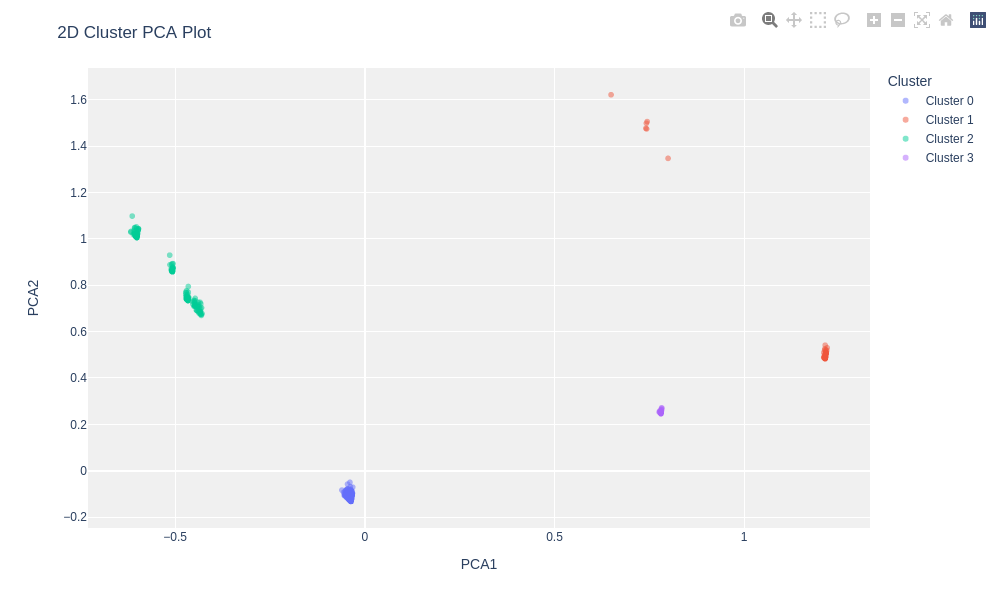 2D Cluster PCA Plot
Cluster
Cluster 0
Cluster 1
Cluster 2
Cluster 3
PCA2
1.6
1.4
1.2
1
0.8
0.6
0.4
0.2
0
−0.2
−0.5
0
0.5
1
PCA1